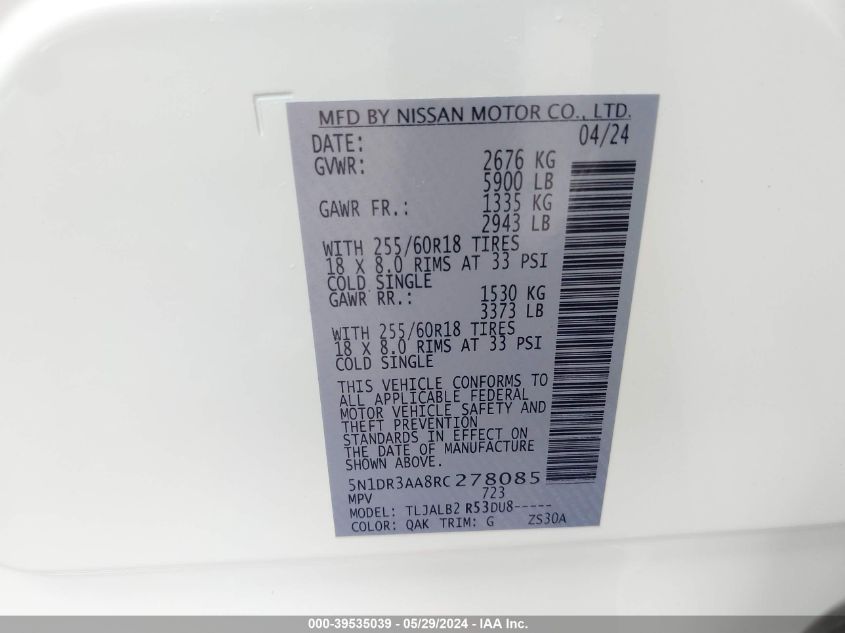 MFD BY NISSAN MOTOR CO., LTD.
DATE: 04/24
GVWR: 2676 KG
5900 LB
GAWR FR.: 1335 KG
2943 LB
WITH 255/60R18 TIRES
18 X 8.0 RIMS AT 33 PSI
COLD SINGLE
GAWR RR.: 1530 KG
3373 LB
WITH 255/60R18 TIRES
18 X 8.0 RIMS AT 33 PSI
COLD SINGLE
THIS VEHICLE CONFORMS TO
ALL APPLICABLE FEDERAL
MOTOR VEHICLE SAFETY AND
THEFT PREVENTION
STANDARDS IN EFFECT ON
THE DATE OF MANUFACTURE
SHOWN ABOVE.
5N1DR3AA8RC278085
MPV 723
MODEL: TLJALB2 R53DU8-----
COLOR: QAK TRIM: G ZS30A
000-39535039 - 05/29/2024 - IAA Inc.